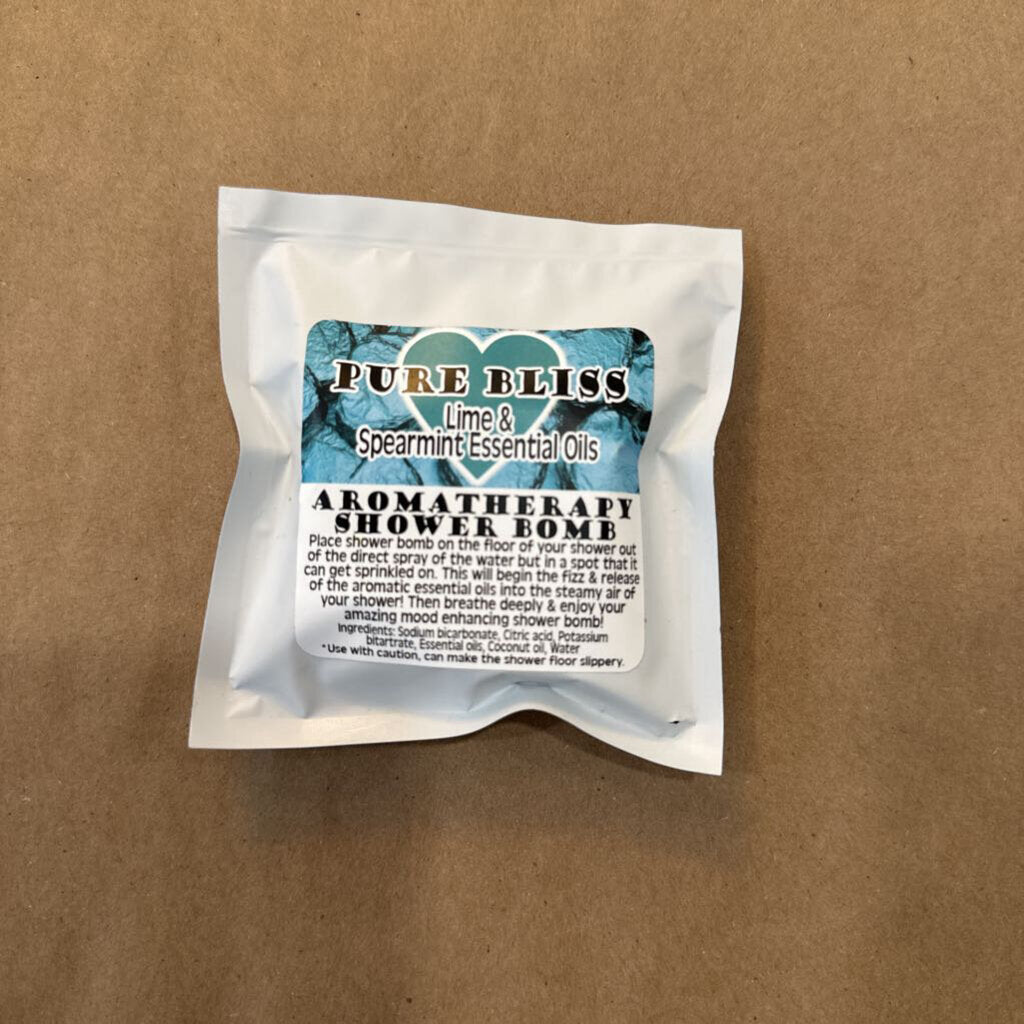 PURE BLISS
Lime &
Spearmint Essential Oils
AROMATHERAPY
SHOWER BOMB
Place shower bomb on the floor of your shower out
of the direct spray of the water but in a spot that it
can get sprinkled on. This will begin the fizz & release
of the aromatic essential oils into the steamy air of
your shower! Then breathe deeply & enjoy your
amazing mood enhancing shower bomb!
Ingredients: Sodium bicarbonate, Citric acid, Potassium
bitartrate, Essential oils, Coconut oil, Water
*Use with caution, can make the shower floor slippery.